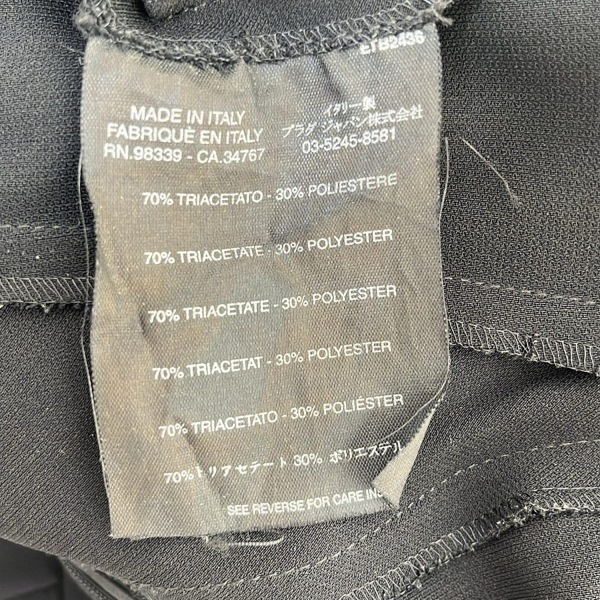 ETB2436
MADE IN ITALY
FABRIQUÈ EN ITALY
RN.98339 - CA.34767
イタリー製
プラダ ジャパン株式会社
03-5245-8581
70% TRIACETATO - 30% POLIESTERE
70% TRIACETATE - 30% POLYESTER
70% TRIACETATE - 30% POLYESTER
70% TRIACETAT - 30% POLYESTER
70% TRIACETATO - 30% POLIÉSTER
70% トリアセテート 30% ポリエステル
SEE REVERSE FOR CARE INS